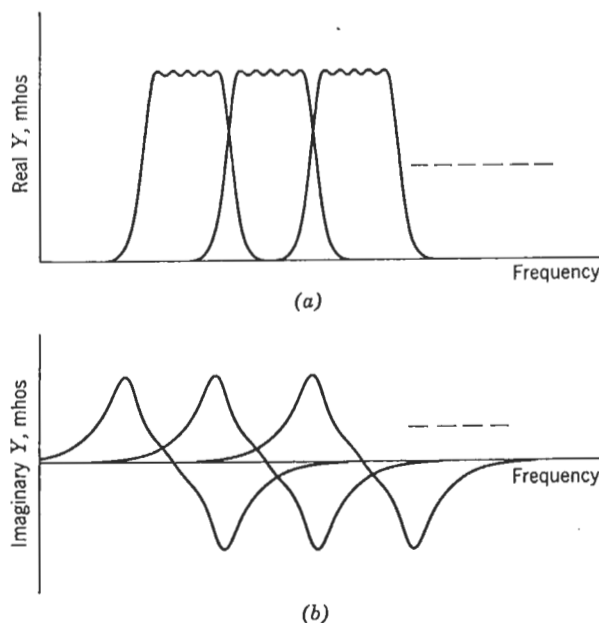 Real Y, mhos
Frequency
(a)
Imaginary Y, mhos
Frequency
(b)